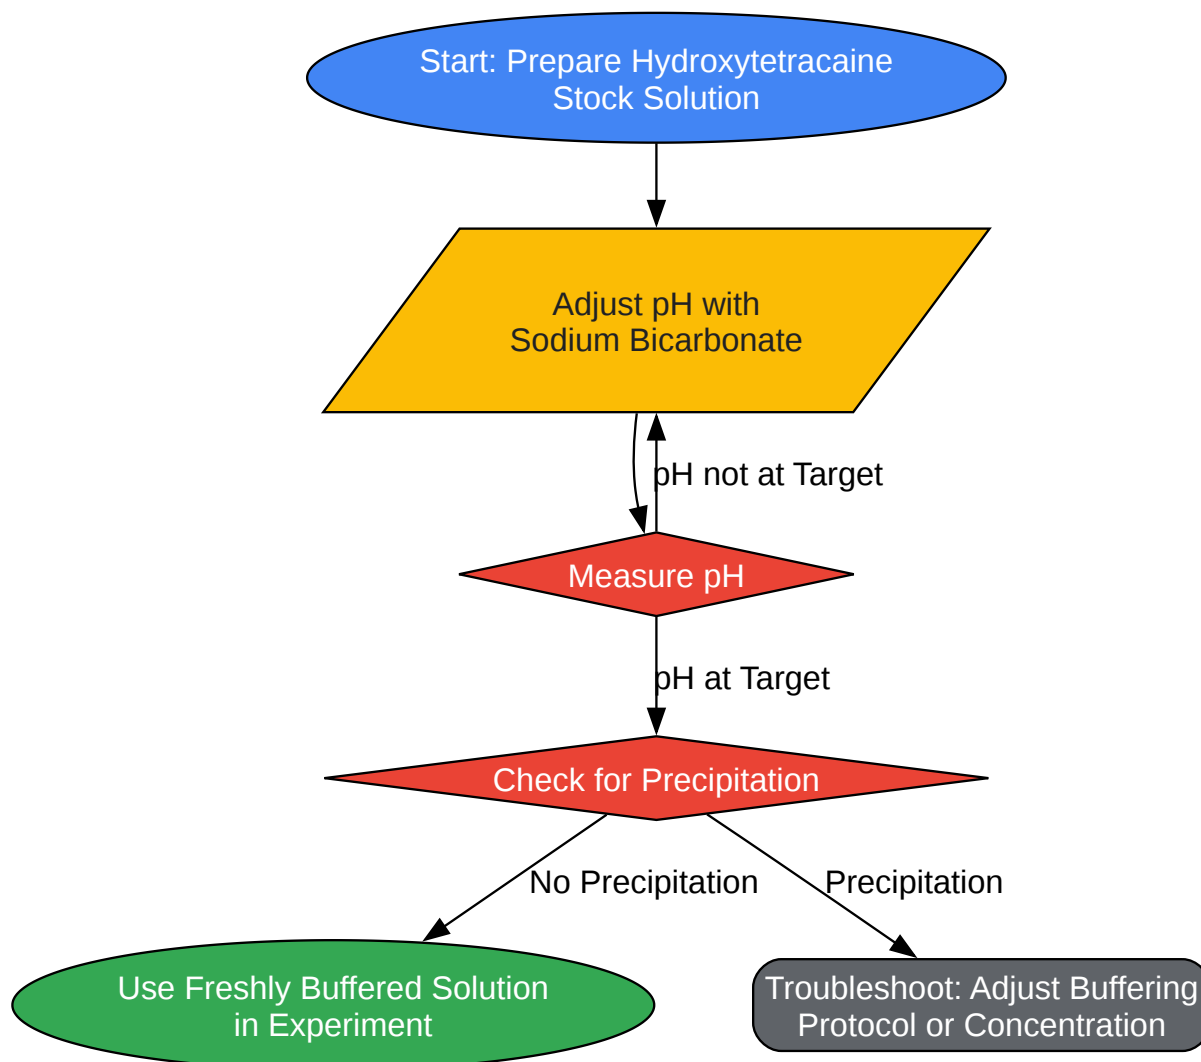 Start: Prepare Hydroxytetracaine
Stock Solution
Adjust pH with
Sodium Bicarbonate
pH not at Target
Measure pH
pH at Target
Check for Precipitation
No Precipitation
Precipitation
Use Freshly Buffered Solution
in Experiment
Troubleshoot: Adjust Buffering
Protocol or Concentration